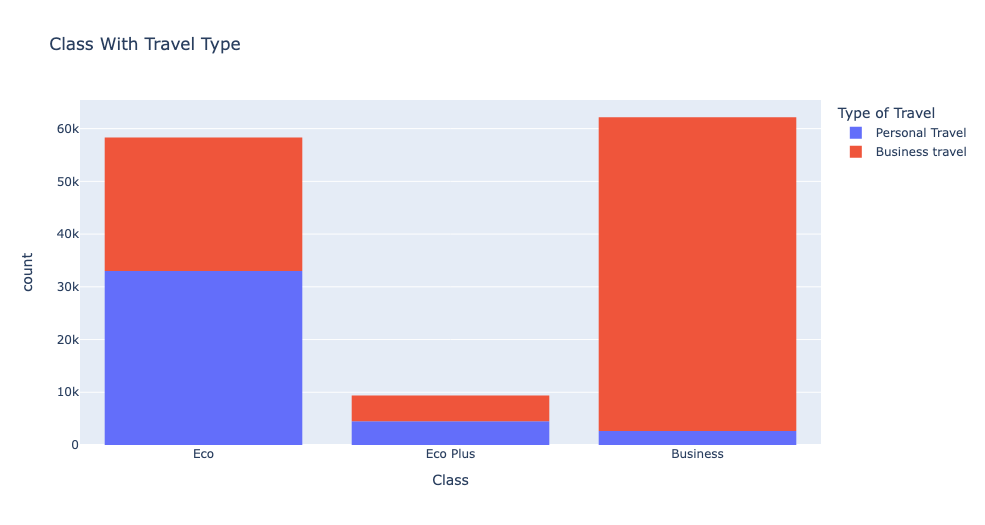 Class With Travel Type
Type of Travel
Personal Travel
Business travel
60k
50k
40k
30k
20k
10k
0
count
Eco
Eco Plus
Business
Class